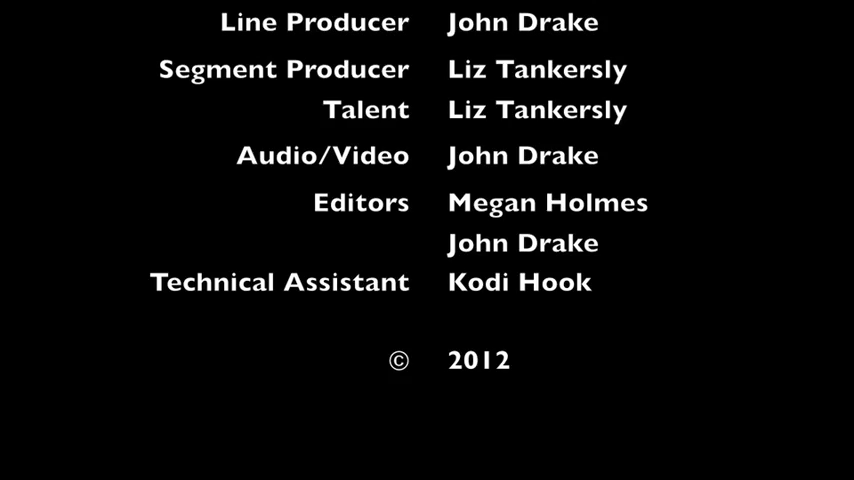 Line Producer John Drake
Segment Producer Liz Tankersly
Talent Liz Tankersly
Audio/Video John Drake
Editors Megan Holmes
John Drake
Technical Assistant Kodi Hook
© 2012